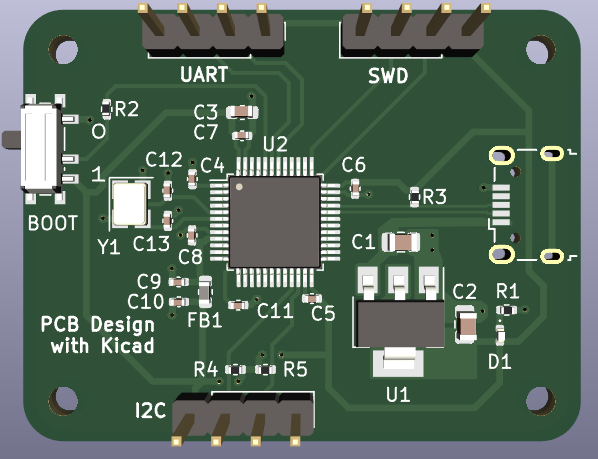 UART
SWD
R2
C3
C7
O
U2
C12
C4
C6
1
R3
BOOT
Y1
C13
C8
C1
C9
C10
FB1
C11
C5
C2
R1
PCB Design
with Kicad
D1
R4
R5
U1
I2C